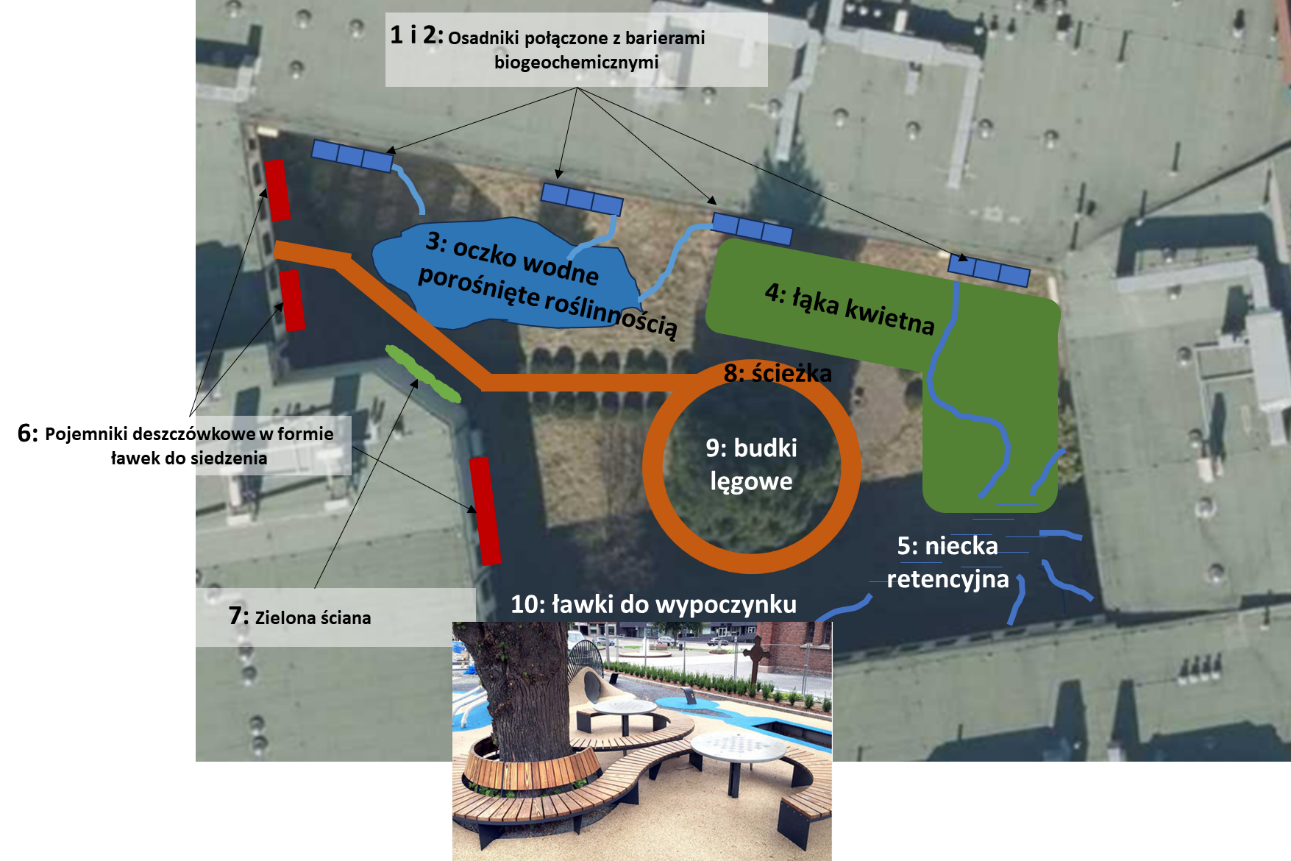 1 i 2: Osadniki połączone z barierami
biogeochemicznymi
3: oczko wodne
porośnięte roślinnością
4: łąka kwietna
8: ścieżka
6: Pojemniki deszczówkowe w formie
ławek do siedzenia
9: budki
lęgowe
5: niecka
retencyjna
7: Zielona ściana
10: ławki do wypoczynku